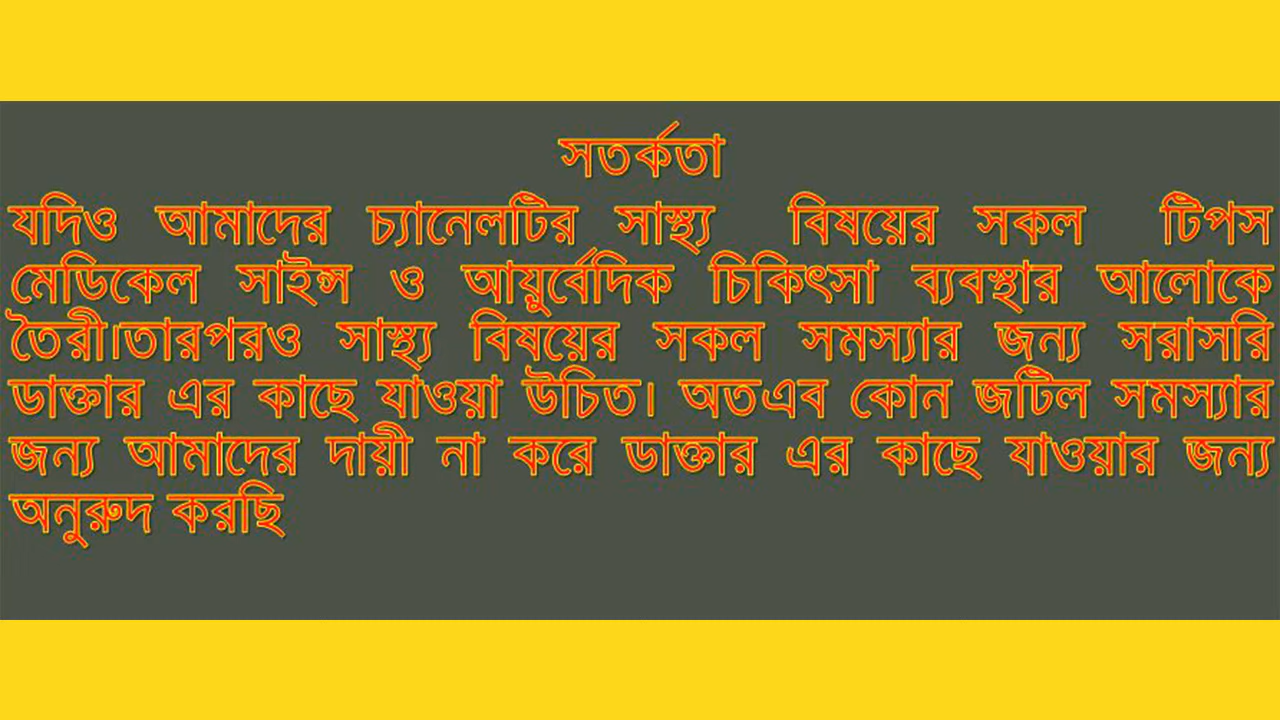 সতর্কতা
যদিও আমাদের চ্যানেলটির সাস্থ্য বিষয়ের সকল টিপস
মেডিকেল সাইন্স ও আয়ুর্বেদিক চিকিৎসা ব্যবস্থার আলোকে
তৈরী।তারপরও সাস্থ্য বিষয়ের সকল সমস্যার জন্য সরাসরি
ডাক্তার এর কাছে যাওয়া উচিত। অতএব কোন জটিল সমস্যার
জন্য আমাদের দায়ী না করে ডাক্তার এর কাছে যাওয়ার জন্য
অনুরুদ করছি